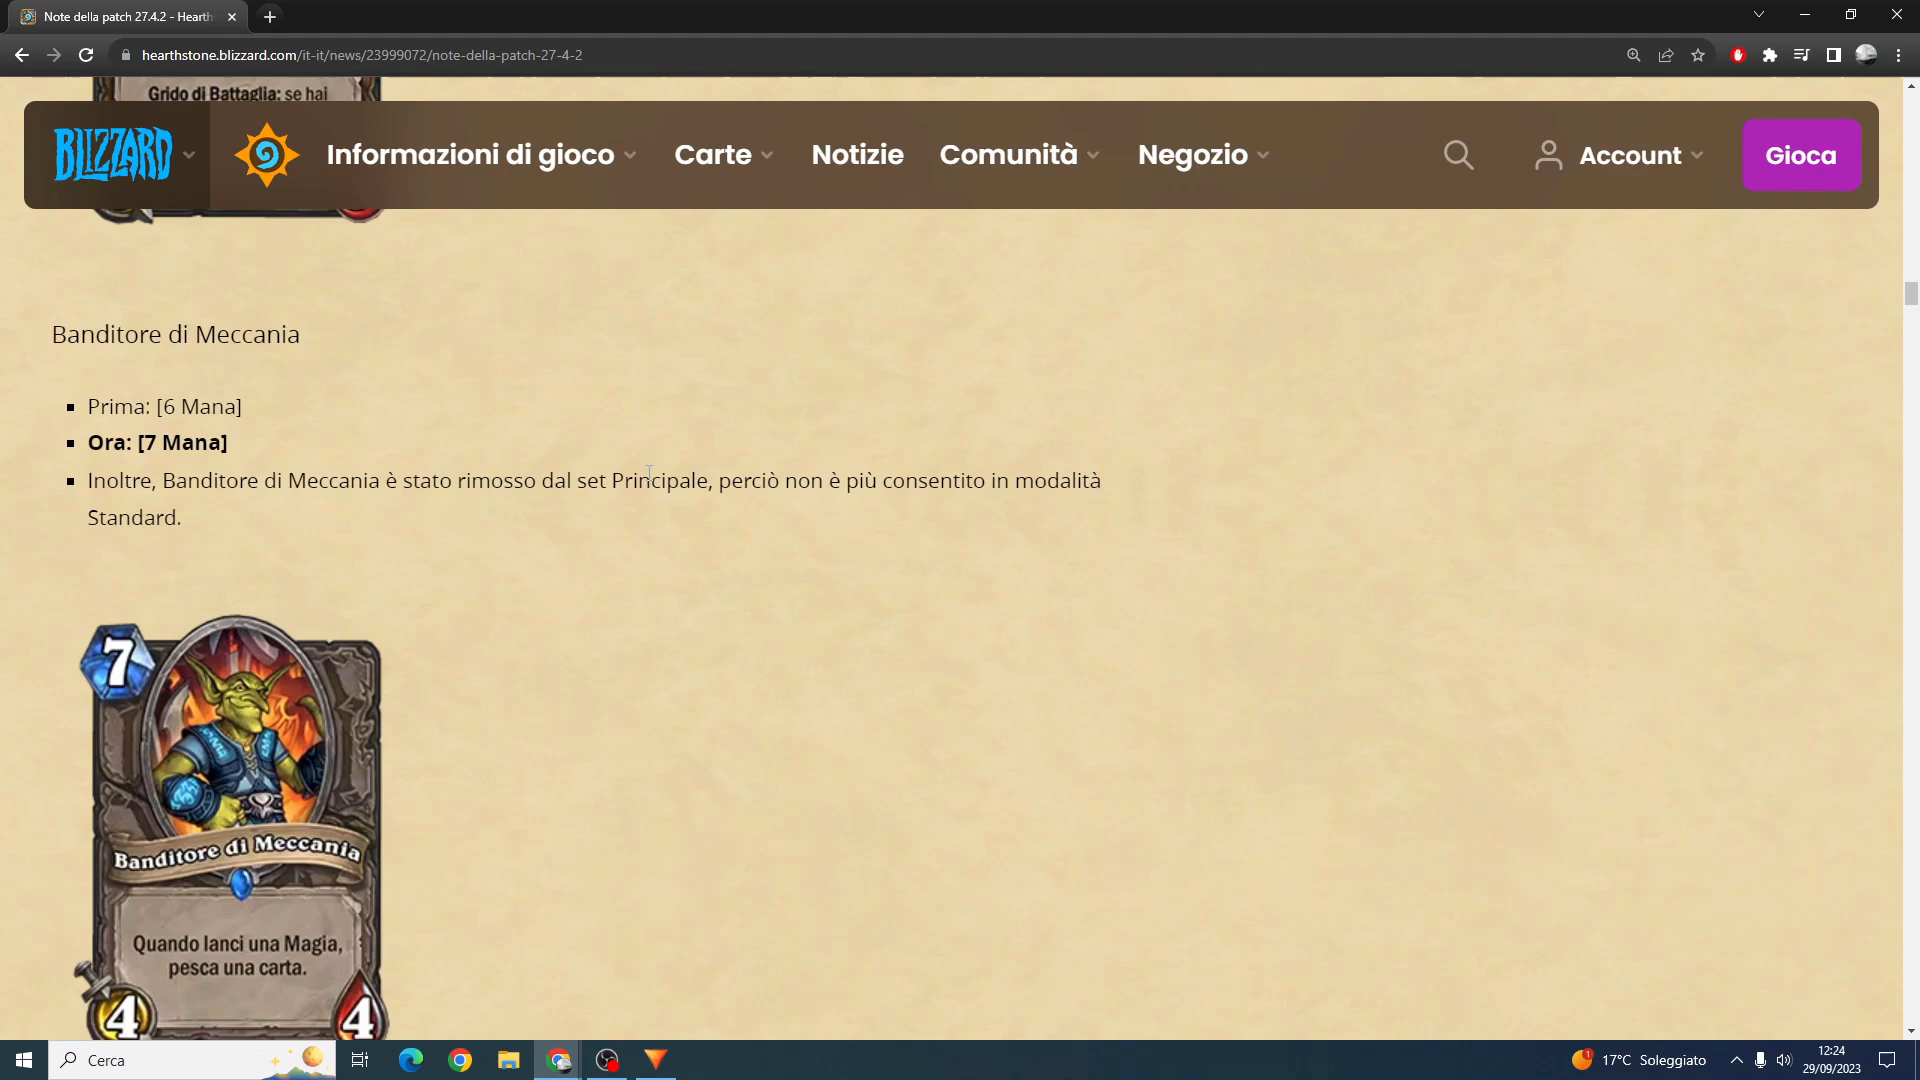 Note della patch 27.4.2 - Hearth
hearthstone.blizzard.com/it-it/news/23999072/note-della-patch-27-4-2
Grido di Battaglia: se hai
BLIZZARD
Informazioni di gioco
Carte
Notizie
Comunità
Negozio
Account
Gioca
Banditore di Meccania
Prima: [6 Mana]
Ora: [7 Mana]
Inoltre, Banditore di Meccania è stato rimosso dal set Principale, perciò non è più consentito in modalità
Standard.
7
Banditore di Meccania
Quando lanci una Magia,
pesca una carta.
4
4
Cerca
1
17°C Soleggiato
12:24
29/09/2023